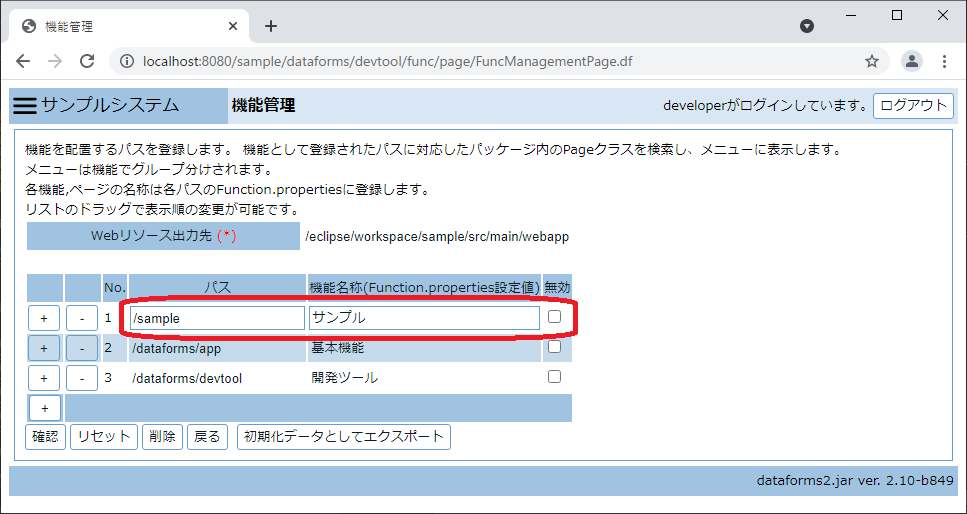 機能管理
localhost:8080/sample/dataforms/devtool/func/page/FuncManagementPage.df
サンプルシステム 機能管理 developerがログインしています。 ログアウト
機能を配置するパスを登録します。 機能として登録されたパスに対応したパッケージ内のPageクラスを検索し、メニューに表示します。
メニューは機能でグループ分けされます。
各機能,ページの名称は各パスのFunction.propertiesに登録します。
リストのドラッグで表示順の変更が可能です。
Webリソース出力先 (*) /eclipse/workspace/sample/src/main/webapp
No. パス 機能名称(Function.properties設定値) 無効
+ - 1 /sample サンプル
+ - 2 /dataforms/app 基本機能
+ - 3 /dataforms/devtool 開発ツール
+
確認 リセット 削除 戻る 初期化データとしてエクスポート
dataforms2.jar ver. 2.10-b849